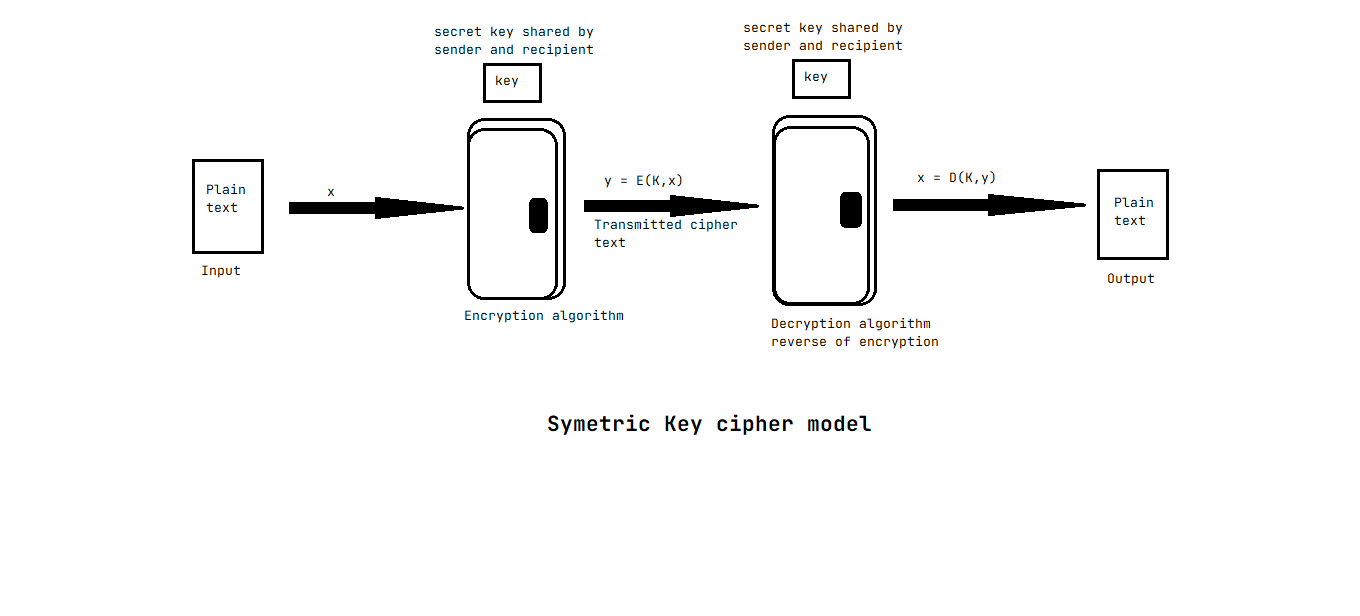 secret key shared by
sender and recipient
key
secret key shared by
sender and recipient
key
Plain
text
Input
x
y = E(K,x)
Transmitted cipher
text
Encryption algorithm
x = D(K,y)
Decryption algorithm
reverse of encryption
Plain
text
Output
Symetric Key cipher model